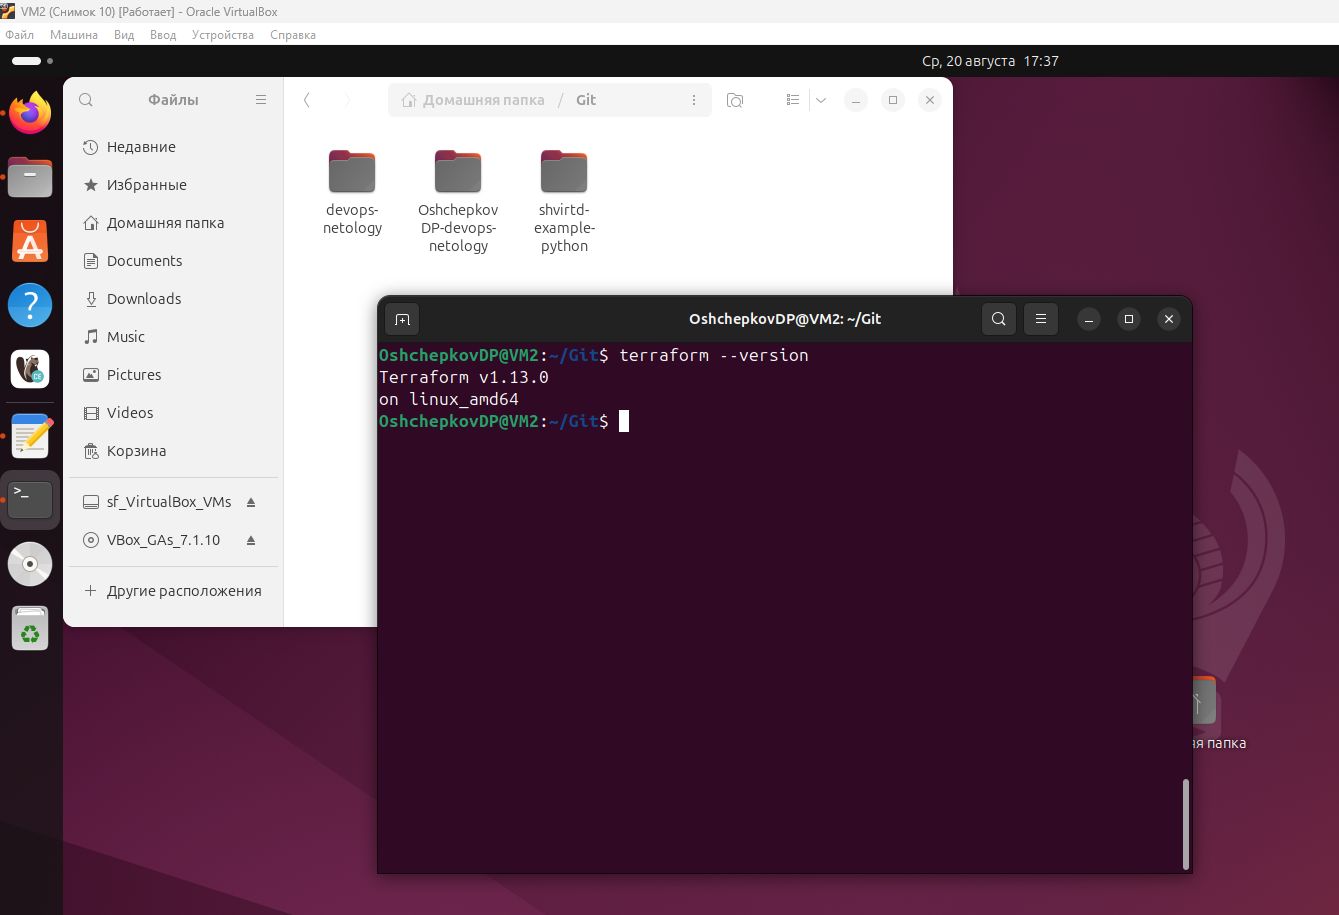 VM2 (Снимок 10) [Работает] - Oracle VirtualBox
Файл Машина Вид Ввод Устройства Справка
Ср, 20 августа 17:37
Файлы
Домашняя папка / Git
Недавние
Избранные
Домашняя папка
Documents
Downloads
Music
Pictures
Videos
Корзина
sf_VirtualBox_VMs
VBox_GAs_7.1.10
+ Другие расположения
devops-
netology
Oshchepkov
DP-devops-
netology
shvirtd-
example-
python
OshchepkovDP@VM2: ~/Git
OshchepkovDP@VM2:~/Git$ terraform --version
Terraform v1.13.0
on linux_amd64
OshchepkovDP@VM2:~/Git$
папка